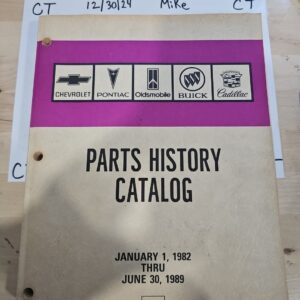 CT 12/30/24 Mike CT
CHEVROLET PONTIAC Oldsmobile BUICK Cadillac
C
PARTS HISTORY
CATALOG
JANUARY 1, 1982
THRU
JUNE 30, 1989